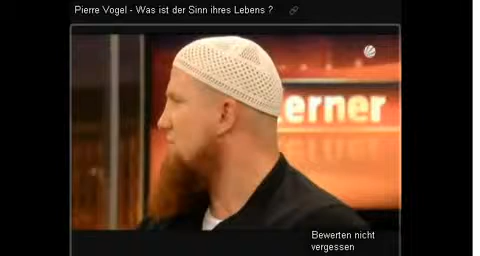 Pierre Vogel - Was ist der Sinn ihres Lebens ?
erner
Bewerten nicht
vergessen